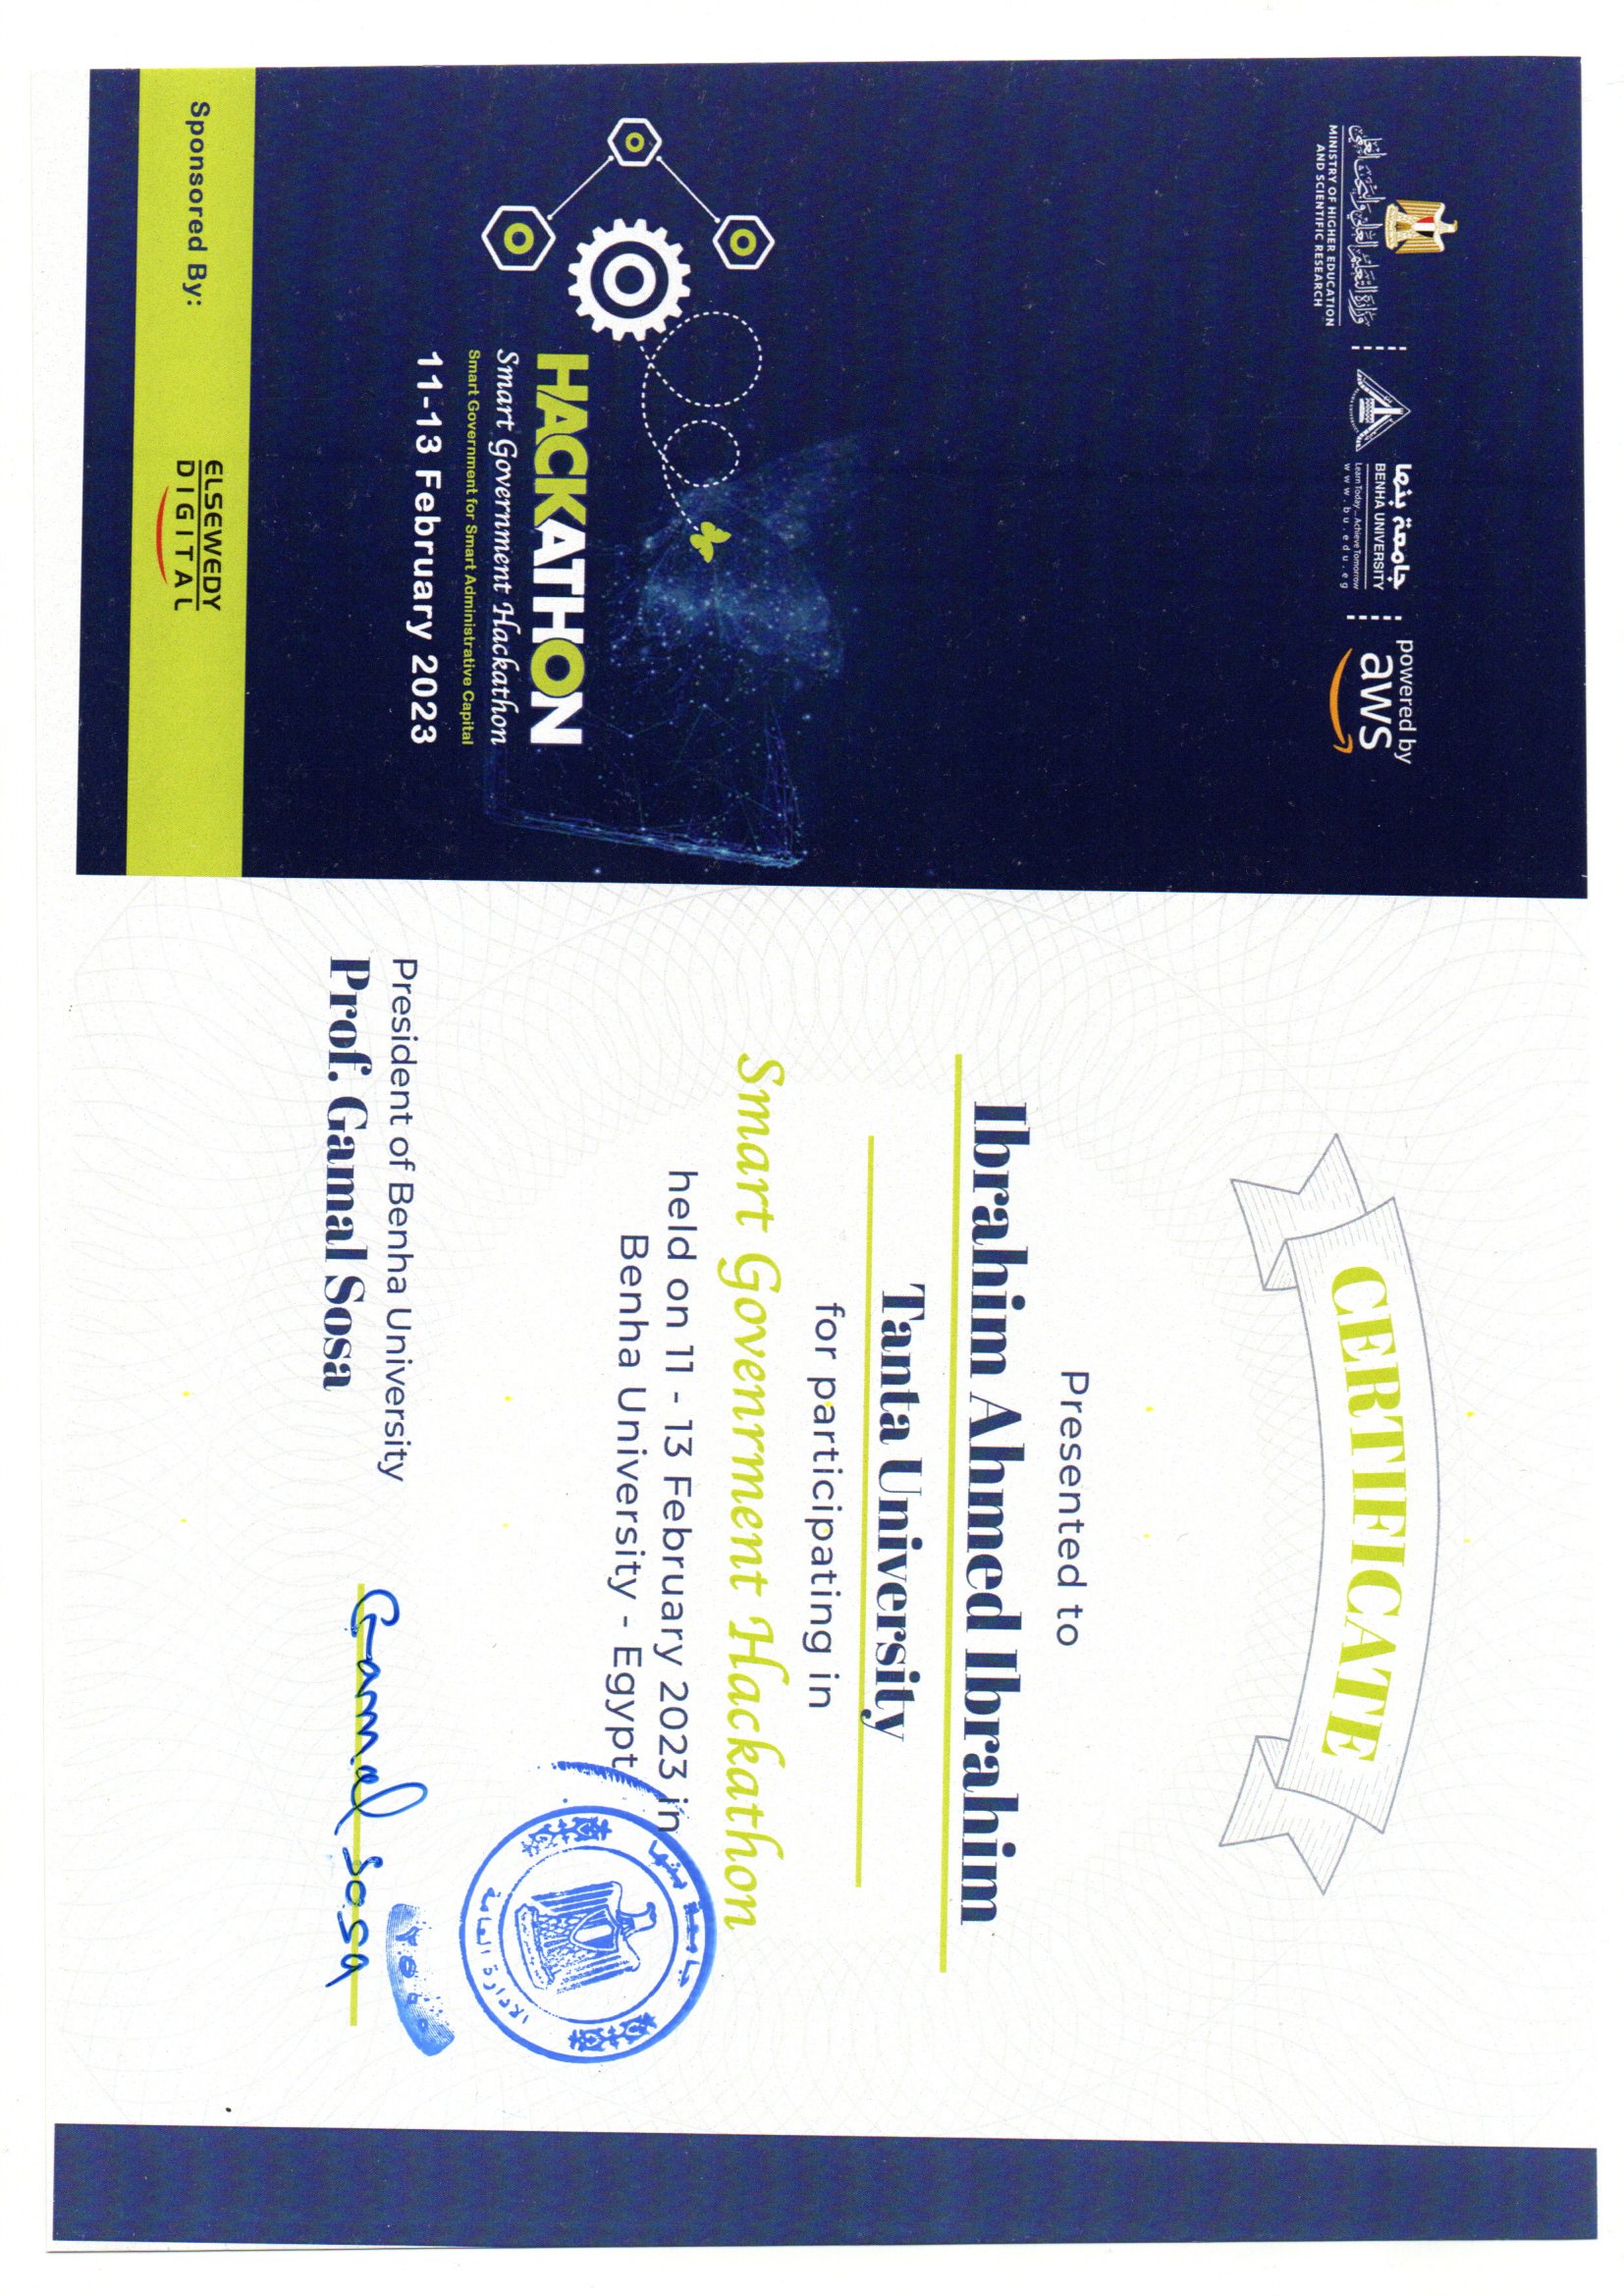 وزارة التعليم العالي والبحث العلمي
MINISTRY OF HIGHER EDUCATION
AND SCIENTIFIC RESEARCH
جامعة بنها
BENHA UNIVERSITY
Learn Today ... Achieve Tomorrow
www.bu.edu.eg
BENHA UNIVERSITY
powered by
aws
HACKATHON
Smart Government Hackathon
Smart Government for Smart Administrative Capital
11-13 February 2023
Sponsored By:
ELSEWEDY
DIGITAL
CERTIFICATE
Presented to
Ibrahim Ahmed Ibrahim
Tanta University
for participating in
Smart Govenrment Hackathon
held on 11 - 13 February 2023 in
Benha University - Egypt
جامعة بنها
الادارة العامة
President of Benha University
Prof. Gamal Sosa
Gamal sosa